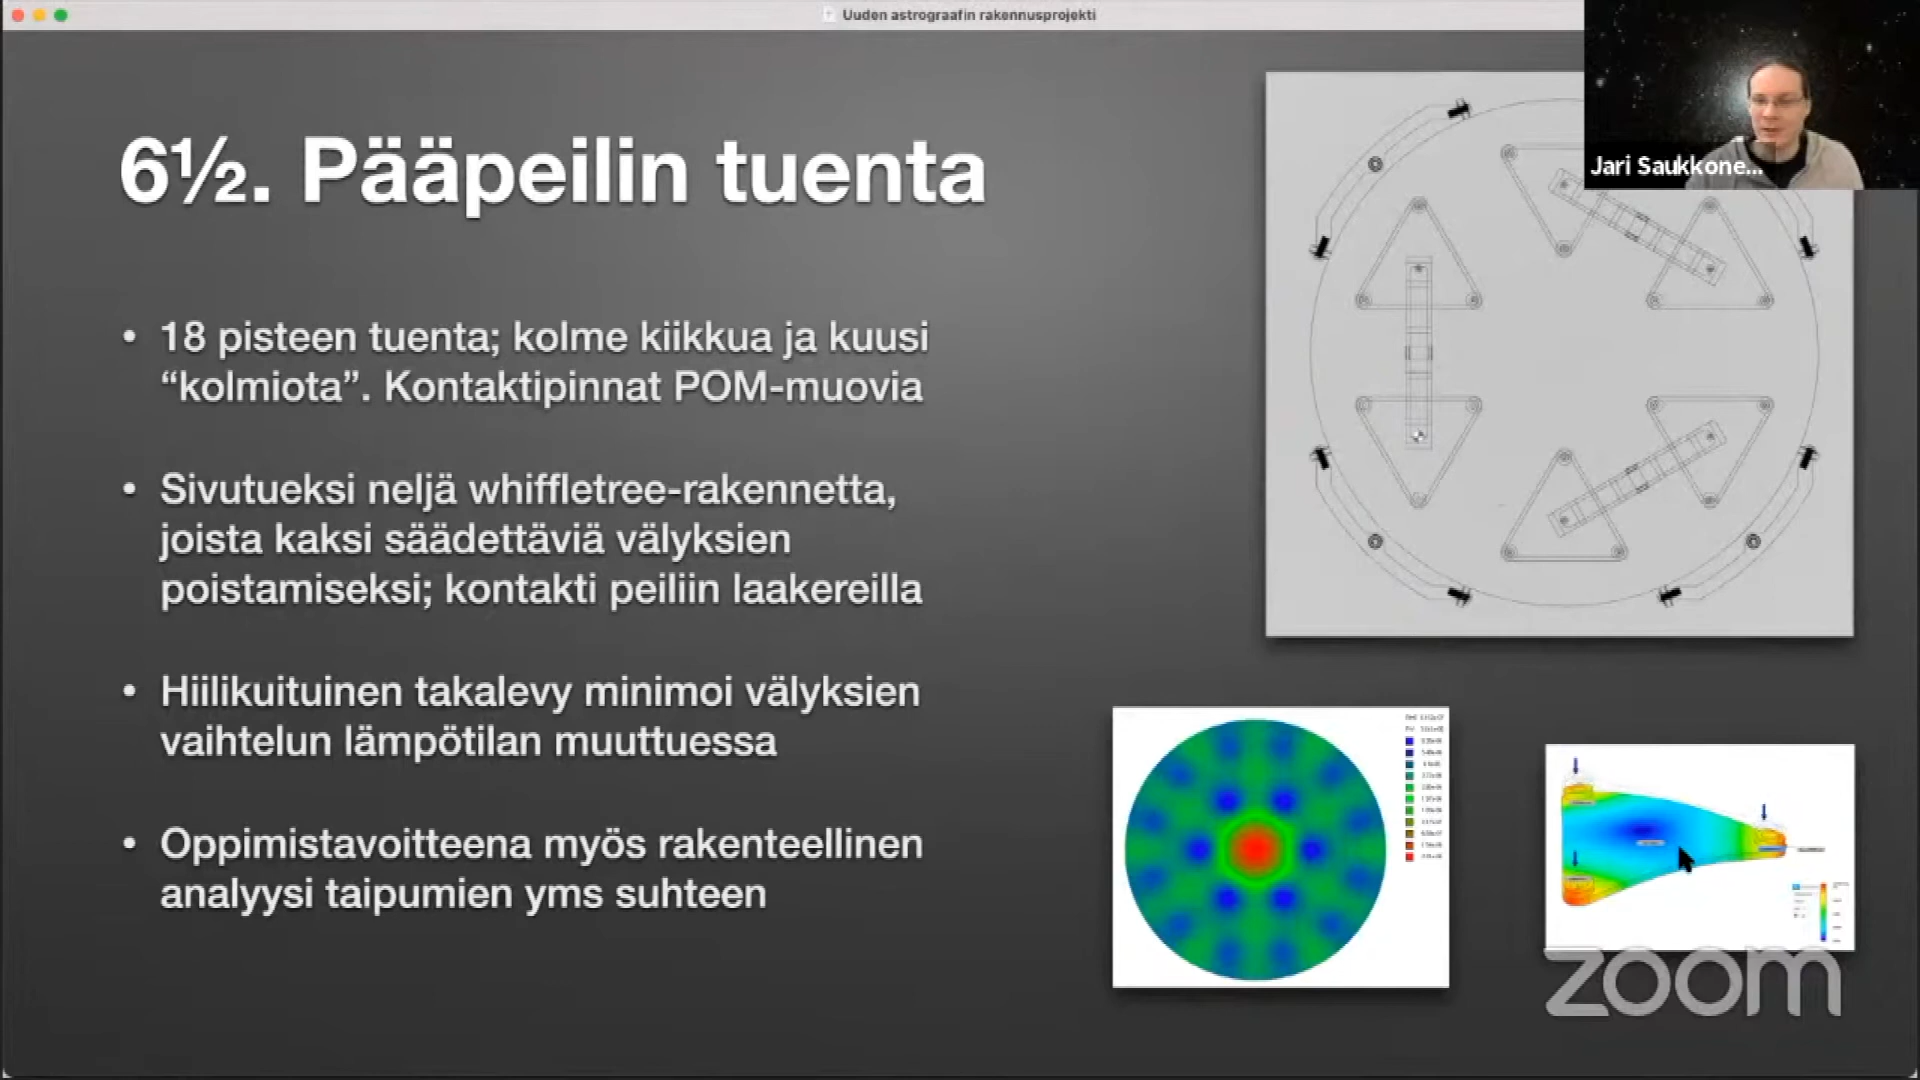 Uuden astrograafin rakennusprojekti
Jari Saukkone...
6½. Pääpeilin tuenta
• 18 pisteen tuenta; kolme kiikkua ja kuusi
“kolmiota”. Kontaktipinnat POM-muovia
• Sivutueksi neljä whiffletree-rakennetta,
joista kaksi säädettäviä välyksien
poistamiseksi; kontakti peiliin laakereilla
• Hiilikuituinen takalevy minimoi välyksien
vaihtelun lämpötilan muuttuessa
• Oppimistavoitteena myös rakenteellinen
analyysi taipumien yms suhteen
zoom